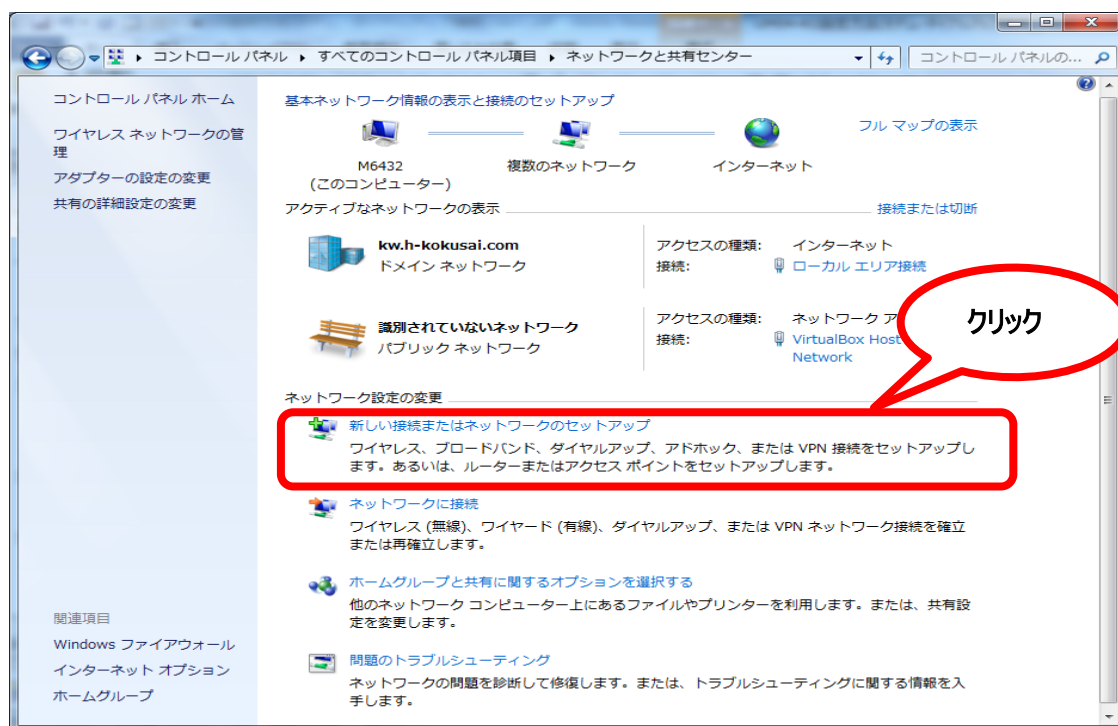 コントロール パネル ▸ すべてのコントロール パネル項目 ▸ ネットワークと共有センター
コントロール パネルの...
コントロール パネル ホーム
ワイヤレス ネットワークの管
理
アダプターの設定の変更
共有の詳細設定の変更
基本ネットワーク情報の表示と接続のセットアップ
フル マップの表示
M6432
(このコンピューター)
複数のネットワーク
インターネット
アクティブなネットワークの表示
接続または切断
kw.h-kokusai.com
ドメイン ネットワーク
アクセスの種類: インターネット
接続: ローカル エリア接続
識別されていないネットワーク
パブリック ネットワーク
アクセスの種類: ネットワーク ア
接続: VirtualBox Host
Network
クリック
ネットワーク設定の変更
新しい接続またはネットワークのセットアップ
ワイヤレス、ブロードバンド、ダイヤルアップ、アドホック、または VPN 接続をセットアップし
ます。あるいは、ルーターまたはアクセス ポイントをセットアップします。
ネットワークに接続
ワイヤレス (無線)、ワイヤード (有線)、ダイヤルアップ、または VPN ネットワーク接続を確立
または再確立します。
ホームグループと共有に関するオプションを選択する
他のネットワーク コンピューター上にあるファイルやプリンターを利用します。または、共有設
定を変更します。
問題のトラブルシューティング
ネットワークの問題を診断して修復します。または、トラブルシューティングに関する情報を入
手します。
関連項目
Windows ファイアウォール
インターネット オプション
ホームグループ